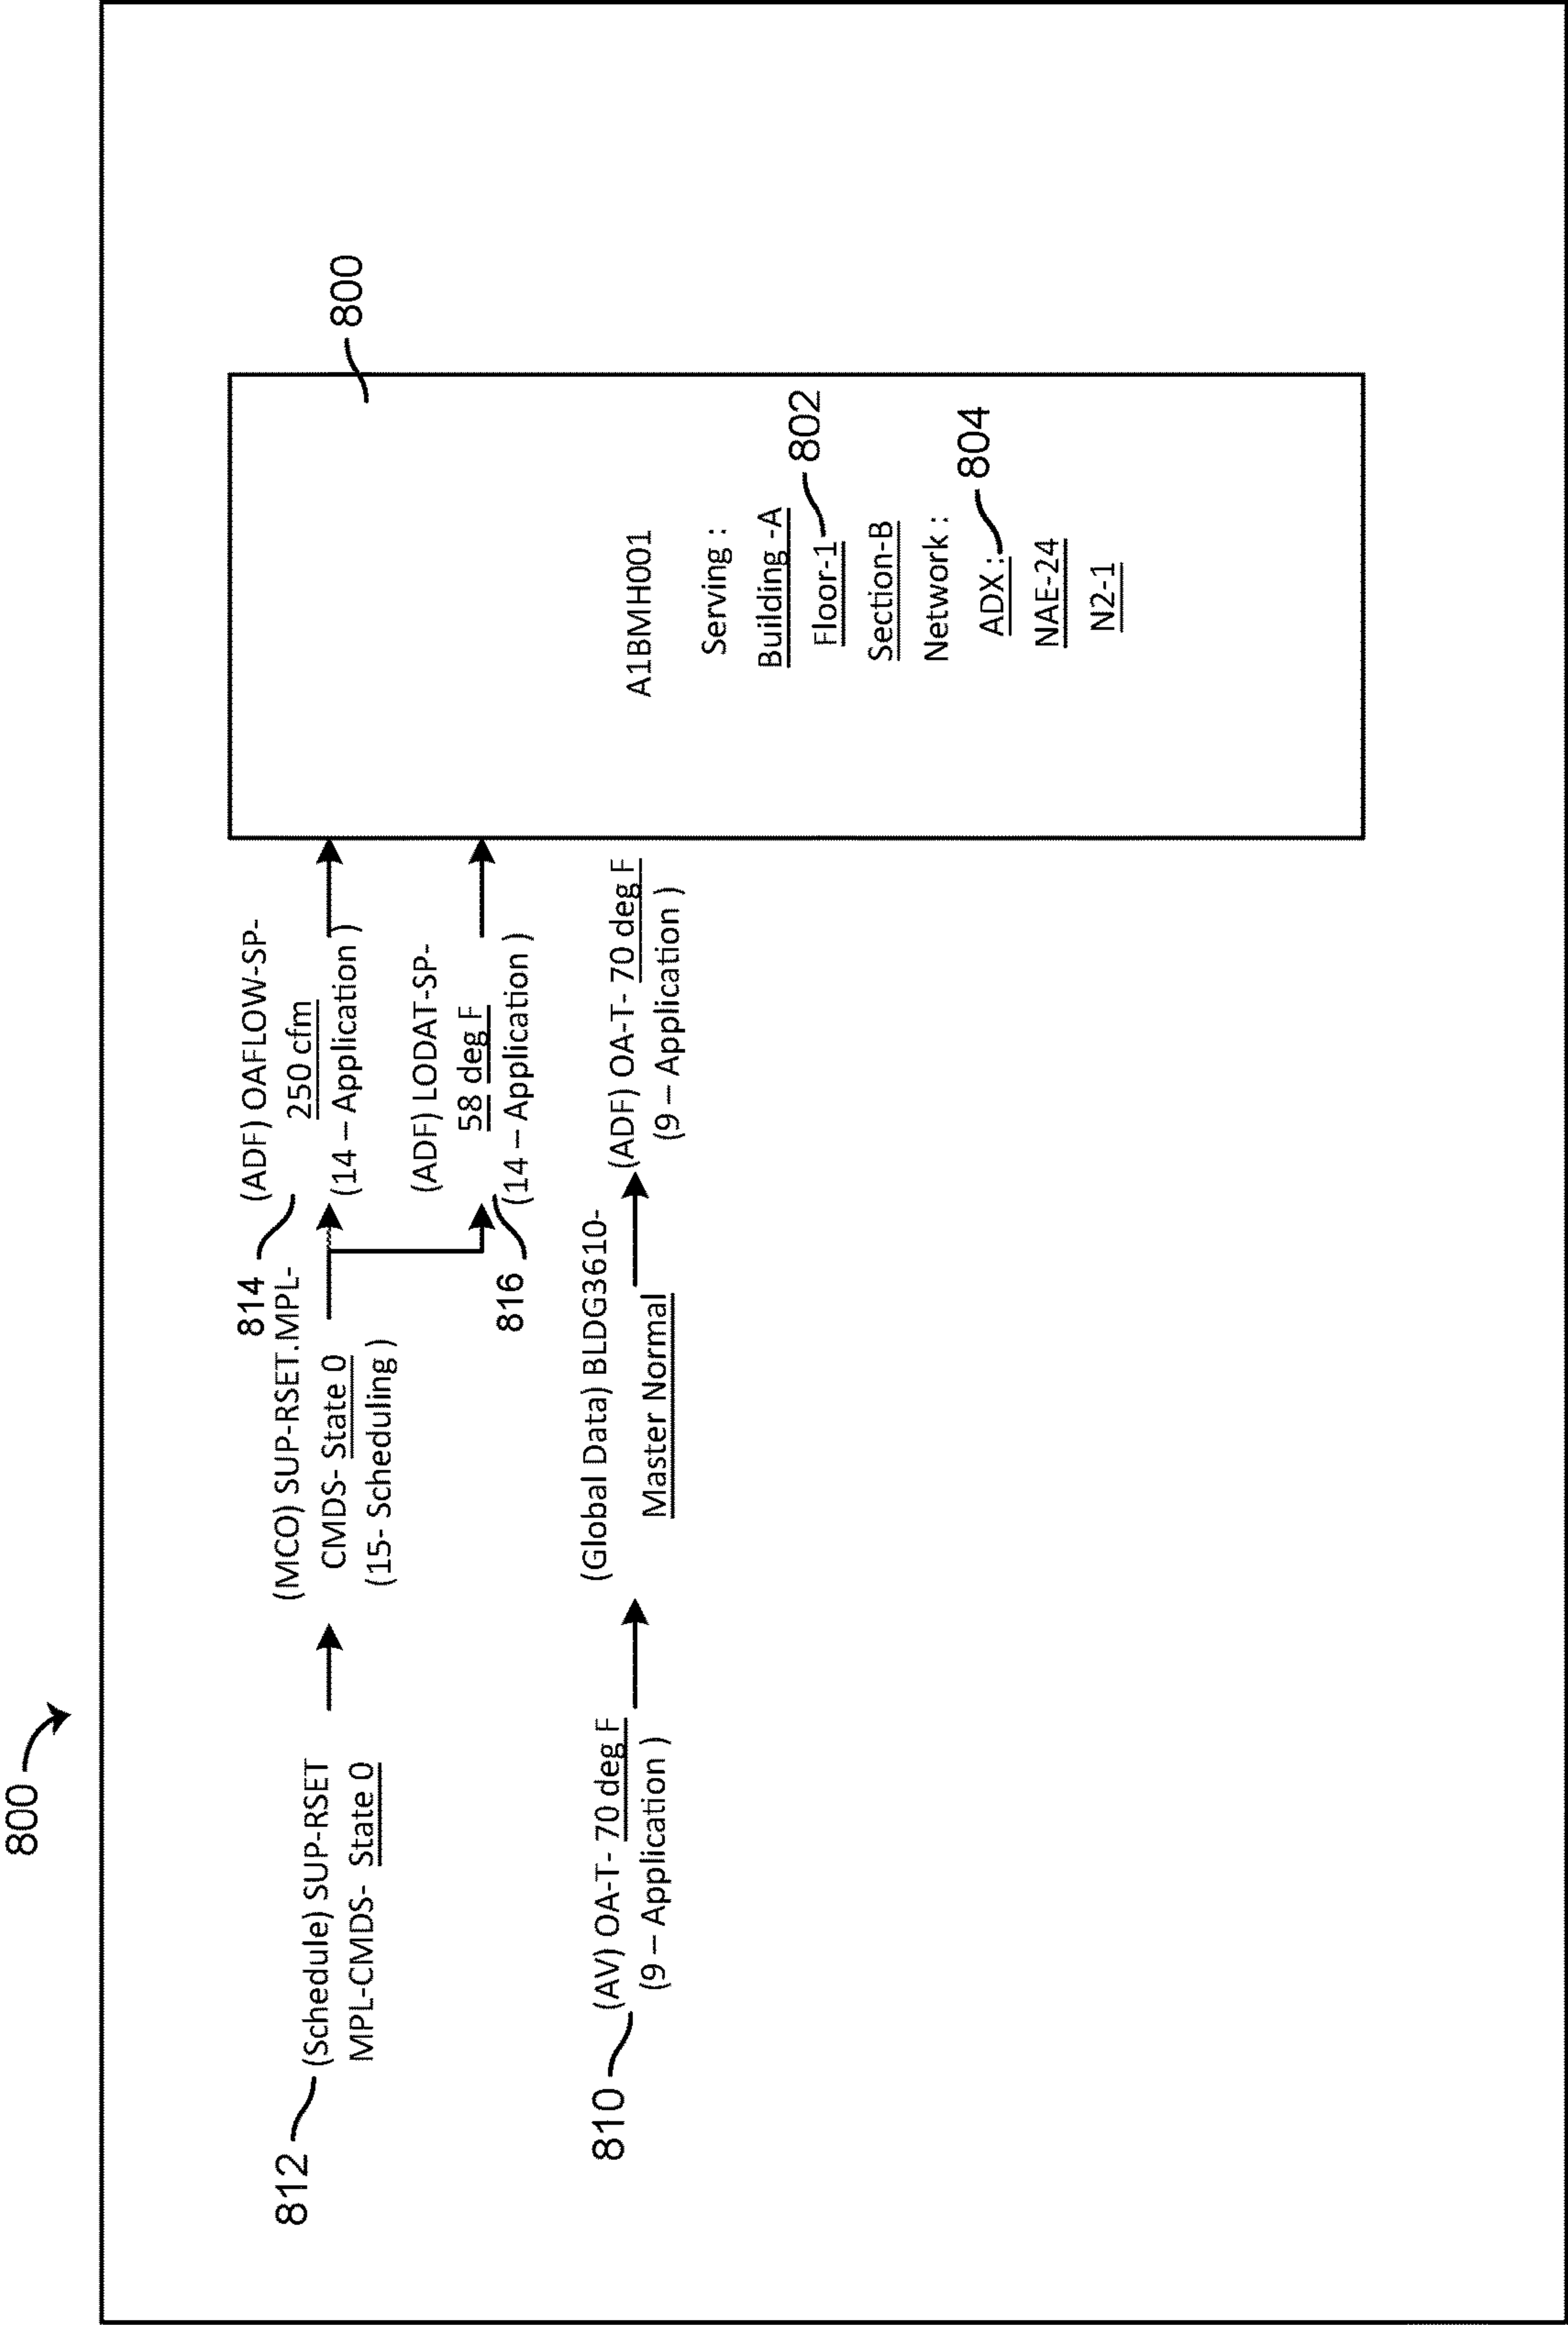 800
812
(Schedule) SUP-RSET
MPL-CMDS- State 0
814
(MCO) SUP-RSET.MPL-
CMDS- State 0
(15- Scheduling )
(ADF) OAFLOW-SP-
250 cfm
(14 – Application )
816
(ADF) LODAT-SP-
58 deg F
(14 – Application )
810
(AV) OA-T- 70 deg F
(9 – Application )
(Global Data) BLDG3610-
Master Normal
(ADF) OA-T- 70 deg F
(9 – Application )
800
A1BMH001
Serving :
Building -A
Floor-1
802
Section-B
Network :
ADX :
804
NAE-24
N2-1